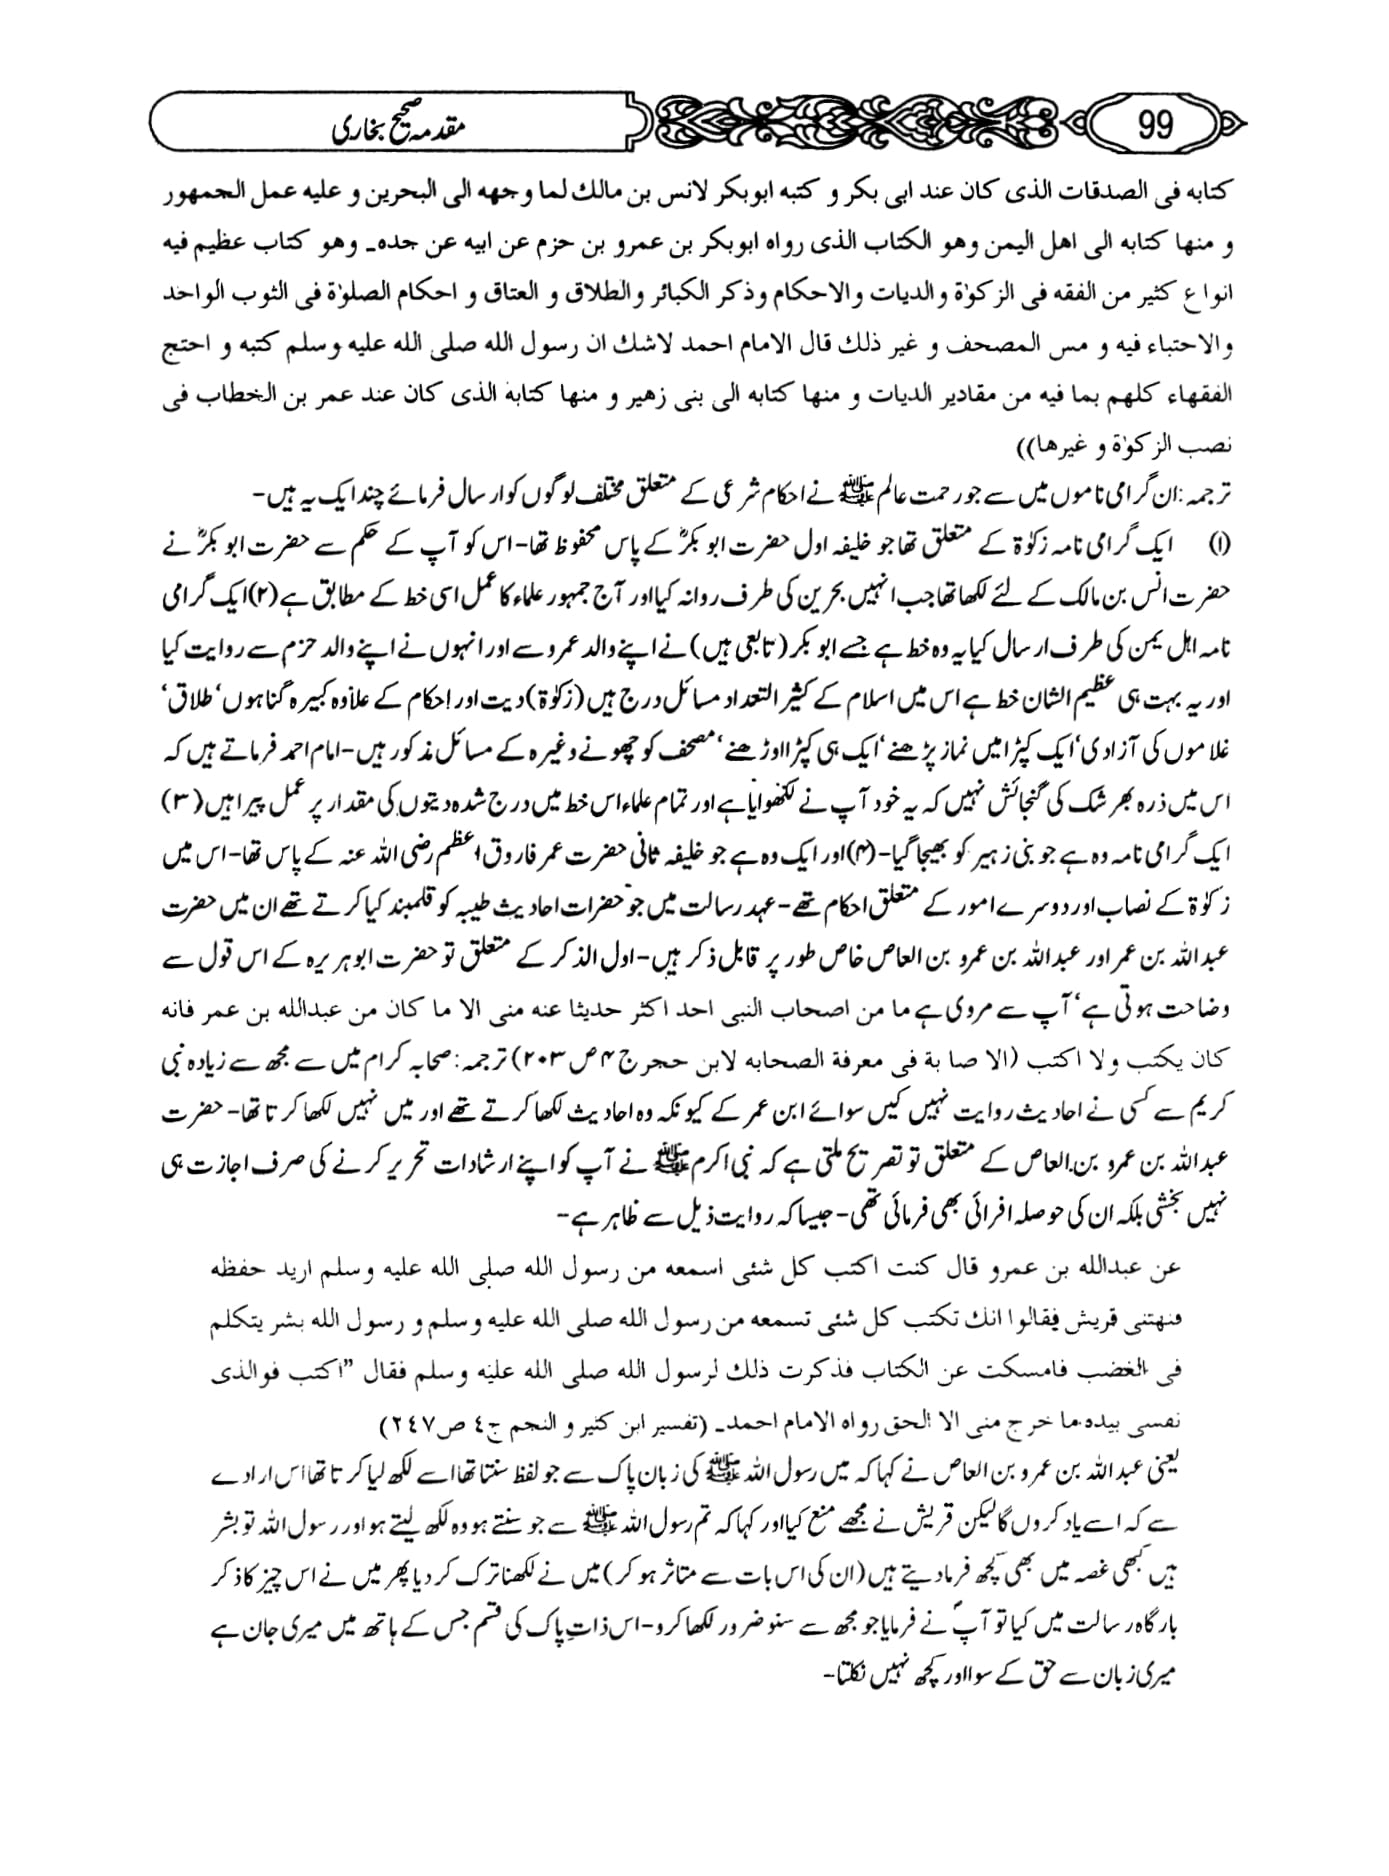 99
مقدمہ صحیح بخاری
کتابه فی الصدقات الذی کان عند ابی بکر و کتبه ابوبکر لانس بن مالك لما وجهه الی البحرین و علیه عمل الجمهور
و منها کتابه الی اهل الیمن وهو الکتاب الذی رواه ابوبکر بن عمرو بن حزم عن ابیه عن جده۔ وهو کتاب عظیم فیه
انواع کثیر من الفقه فی الزکوٰة والدیات والاحکام وذکر الکبائر والطلاق و العتاق و احکام الصلوٰة فی الثوب الواحد
والاحتباء فیه و مس المصحف و غیر ذلك قال الامام احمد لاشك ان رسول الله صلی الله علیه وسلم کتبه و احتج
الفقهاء کلهم بما فیه من مقادیر الدیات و منها کتابه الی بنی زهیر و منها کتابه الذی کان عند عمر بن الخطاب فی
نصب الزکوٰة و غیرها))
ترجمہ: ان گرامی ناموں میں سے جو رحمت عالم ﷺ نے احکام شرعی کے متعلق مختلف لوگوں کو ارسال فرمائے چند ایک یہ ہیں-
(۱) ایک گرامی نامہ زکوٰۃ کے متعلق تھا جو خلیفہ اول حضرت ابوبکرؓ کے پاس محفوظ تھا- اس کو آپ کے حکم سے حضرت ابوبکرؓ نے
حضرت انس بن مالک کے لئے لکھا تھا جب انہیں بحرین کی طرف روانہ کیا اور آج جمہور علماء کا عمل اسی خط کے مطابق ہے (۲) ایک گرامی
نامہ اہل یمن کی طرف ارسال کیا یہ وہ خط ہے جسے ابوبکر (تابعی ہیں) نے اپنے والد عمرو سے اور انہوں نے اپنے والد حزم سے روایت کیا
اور یہ بہت ہی عظیم الشان خط ہے اس میں اسلام کے کثیر التعداد مسائل درج ہیں (زکوٰۃ) دیت اور احکام کے علاوہ کبیرہ گناہوں‘ طلاق‘
غلاموں کی آزادی‘ ایک کپڑا میں نماز پڑھنے‘ ایک ہی کپڑا اوڑھنے‘ مصحف کو چھونے وغیرہ کے مسائل مذکور ہیں- امام احمد فرماتے ہیں کہ
اس میں ذرہ بھر شک کی گنجائش نہیں کہ یہ خود آپ نے لکھوایا ہے اور تمام علماء اس خط میں درج شدہ دیتوں کی مقدار پر عمل پیرا ہیں (۳)
ایک گرامی نامہ وہ ہے جو بنی زہیر کو بھیجا گیا- (۴) اور ایک وہ ہے جو خلیفہ ثانی حضرت عمر فاروق اعظم رضی اللہ عنہ کے پاس تھا- اس میں
زکوٰۃ کے نصاب اور دوسرے امور کے متعلق احکام تھے- عہد رسالت میں جو حضرات احادیث طیبہ کو قلمبند کیا کرتے تھے ان میں حضرت
عبداللہ بن عمر اور عبداللہ بن عمرو بن العاص خاص طور پر قابل ذکر ہیں- اول الذکر کے متعلق تو حضرت ابوہریرہ کے اس قول سے
وضاحت ہوتی ہے‘ آپ سے مروی ہے ما من اصحاب النبی احد اکثر حدیثا عنه منی الا ما کان من عبدالله بن عمر فانه
کان یکتب ولا اکتب (الاصابة فی معرفة الصحابه لابن حجر ج ۴ ص ۲۰۳) ترجمہ: صحابہ کرام میں سے مجھ سے زیادہ نبی
کریم سے کسی نے احادیث روایت نہیں کیں سوائے ابن عمر کے کیونکہ وہ احادیث لکھا کرتے تھے اور میں نہیں لکھا کرتا تھا- حضرت
عبداللہ بن عمرو بن العاص کے متعلق تو تصریح ملتی ہے کہ نبی اکرم ﷺ نے آپ کو اپنے ارشادات تحریر کرنے کی صرف اجازت ہی
نہیں بخشی بلکہ ان کی حوصلہ افرائی بھی فرمائی تھی- جیسا کہ روایت ذیل سے ظاہر ہے-
عن عبدالله بن عمرو قال کنت اکتب کل شئی اسمعه من رسول الله صلی الله علیه وسلم ارید حفظه
فنهتنی قریش فقالوا انك تکتب کل شئی تسمعه من رسول الله صلی الله علیه وسلم و رسول الله بشر یتکلم
فی الغضب فامسکت عن الکتاب فذکرت ذلك لرسول الله صلی الله علیه وسلم فقال ”اکتب فوالذی
نفسی بیده ما خرج منی الا الحق رواه الامام احمد۔ (تفسیر ابن کثیر و النجم ج٤ ص ٢٤٧)
یعنی عبداللہ بن عمرو بن العاص نے کہا کہ میں رسول اللہ ﷺ کی زبان پاک سے جو لفظ سنتا تھا اسے لکھ لیا کرتا تھا اس ارادے
سے کہ اسے یاد کروں گا لیکن قریش نے مجھے منع کیا اور کہا کہ تم رسول اللہ ﷺ سے جو سنتے ہو وہ لکھ لیتے ہو اور رسول اللہ تو بشر
ہیں کبھی غصہ میں بھی کچھ فرما دیتے ہیں (ان کی اس بات سے متاثر ہو کر) میں نے لکھنا ترک کر دیا پھر میں نے اس چیز کا ذکر
بارگاہ رسالت میں کیا تو آپؐ نے فرمایا جو مجھ سے سنو ضرور لکھا کرو- اس ذاتِ پاک کی قسم جس کے ہاتھ میں میری جان ہے
میری زبان سے حق کے سوا اور کچھ نہیں نکلتا-